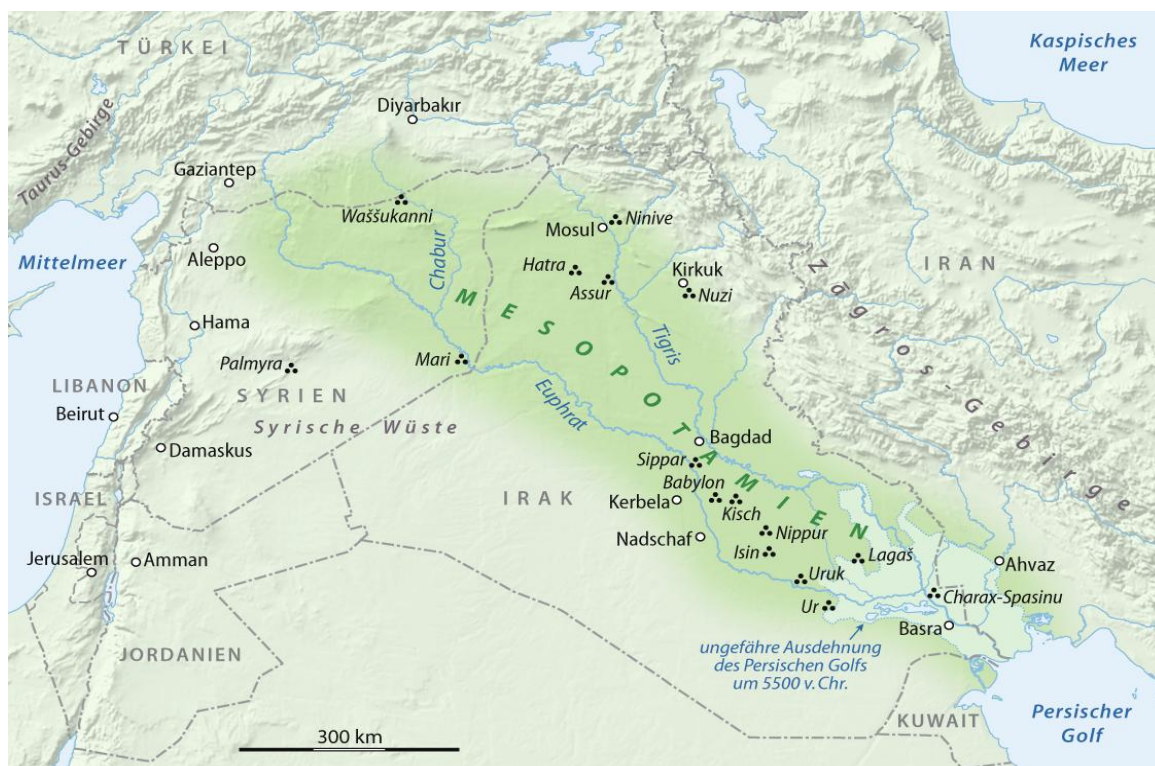 TÜRKEI
Kaspisches
Meer
Diyarbakır
Taurus-Gebirge
Gaziantep
Waššukanni
Ninive
Mosul
Mittelmeer
Aleppo
Chabur
Hatra
Assur
Kirkuk
Nuzi
IRAN
Zagros-Gebirge
MESOPOTAMIEN
Hama
Tigris
Palmyra
Mari
LIBANON
SYRIEN
Euphrat
Beirut
Syrische Wüste
Bagdad
Damaskus
Sippar
Babylon
ISRAEL
IRAK
Kerbela
Kisch
Nippur
Nadschaf
Isin
Lagaš
Jerusalem
Amman
Ahvaz
Uruk
Ur
Charax-Spasinu
Basra
ungefähre Ausdehnung
des Persischen Golfs
um 5500 v. Chr.
JORDANIEN
KUWAIT
Persischer
Golf
300 km